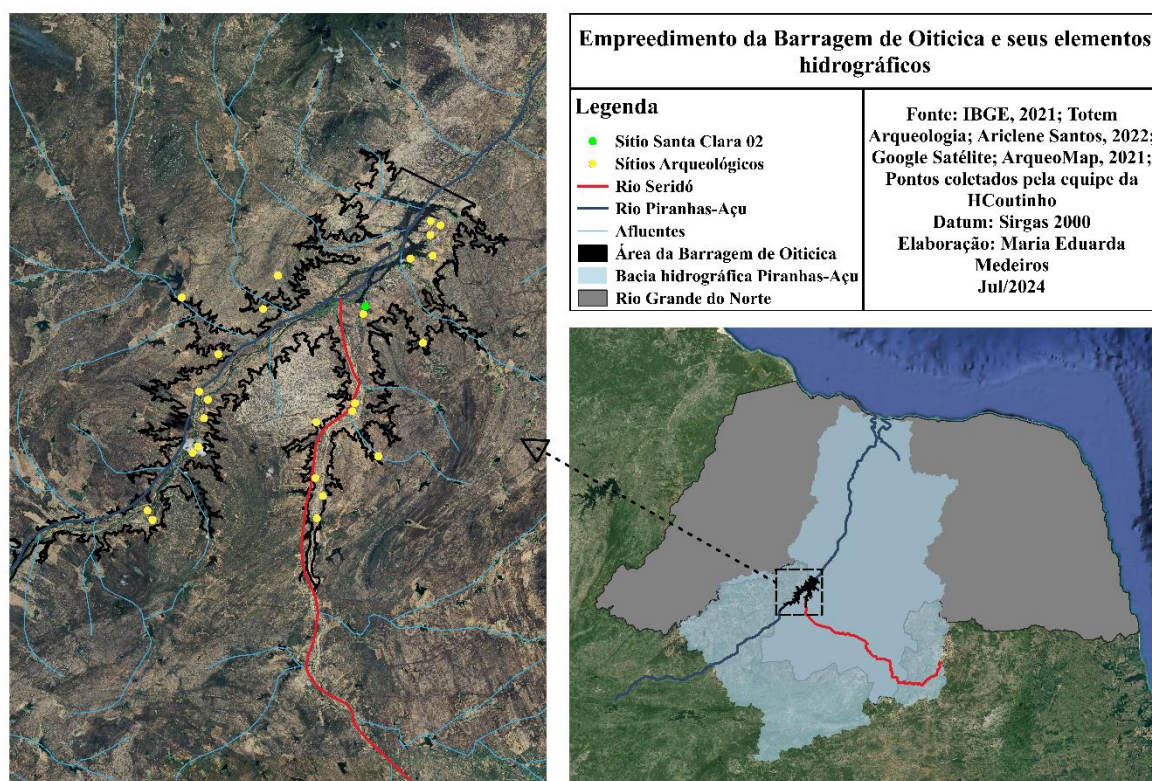 Empreedimento da Barragem de Oiticica e seus elementos
hidrográficos
Legenda
Sítio Santa Clara 02
Sítios Arqueológicos
Rio Seridó
Rio Piranhas-Açu
Afluentes
Área da Barragem de Oiticica
Bacia hidrográfica Piranhas-Açu
Rio Grande do Norte
Fonte: IBGE, 2021; Totem
Arqueologia; Ariclene Santos, 2022;
Google Satélite; ArqueoMap, 2021;
Pontos coletados pela equipe da
HCoutinho
Datum: Sirgas 2000
Elaboração: Maria Eduarda
Medeiros
Jul/2024